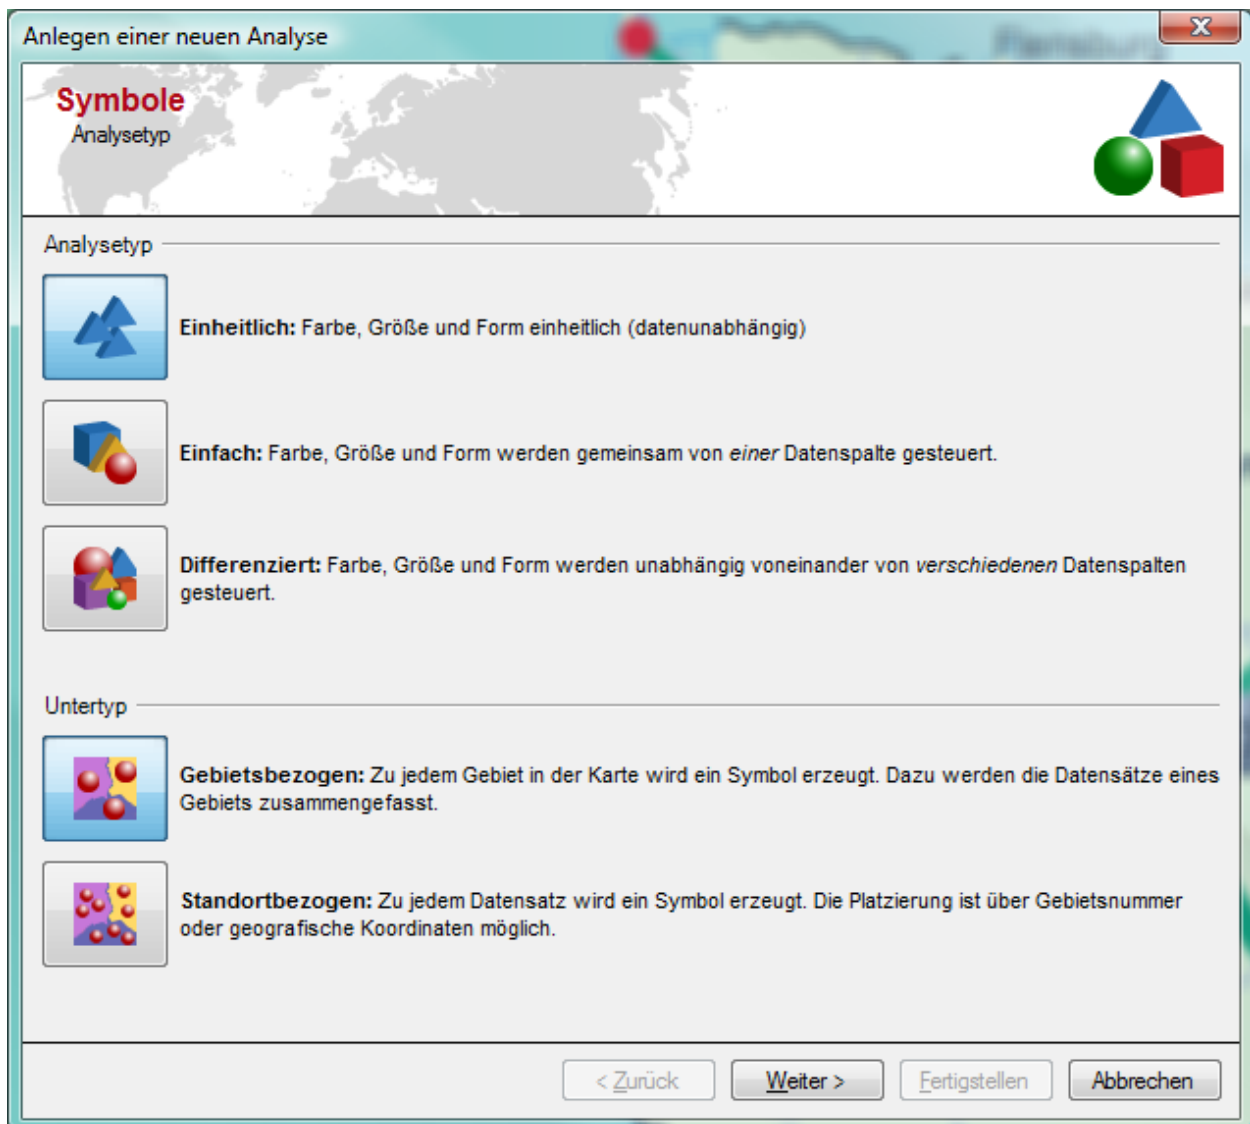 Anlegen einer neuen Analyse
Flensburg
Symbole
Analysetyp
Analysetyp
Einheitlich: Farbe, Größe und Form einheitlich (datenunabhängig)
Einfach: Farbe, Größe und Form werden gemeinsam von einer Datenspalte gesteuert.
Differenziert: Farbe, Größe und Form werden unabhängig voneinander von verschiedenen Datenspalten
gesteuert.
Untertyp
Gebietsbezogen: Zu jedem Gebiet in der Karte wird ein Symbol erzeugt. Dazu werden die Datensätze eines
Gebiets zusammengefasst.
Standortbezogen: Zu jedem Datensatz wird ein Symbol erzeugt. Die Platzierung ist über Gebietsnummer
oder geografische Koordinaten möglich.
< Zurück Weiter > Fertigstellen Abbrechen